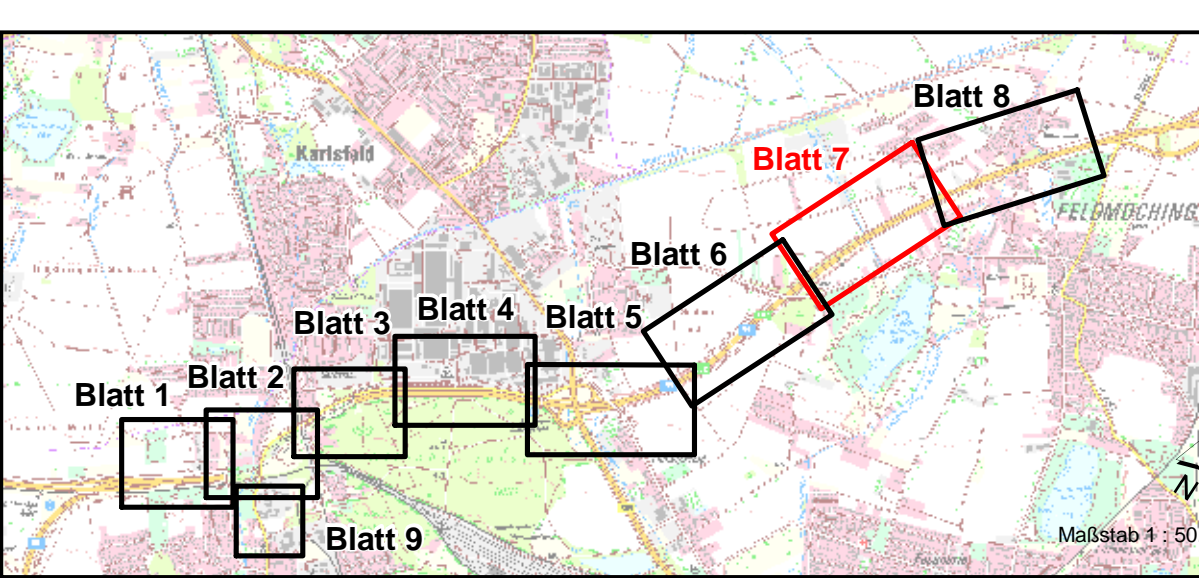 Blatt 8
Karlsfeld
Blatt 7
FELDMOCHING
Blatt 6
Blatt 4
Blatt 3
Blatt 5
Blatt 2
Blatt 1
N
Blatt 9
Maßstab 1 : 50